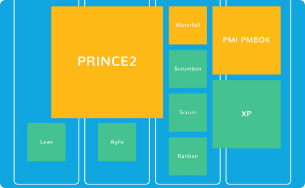 Waterfall
PMI PMBOK
PRINCE2
Scrumban
Scrum
XP
Lean
Agile
Kanban